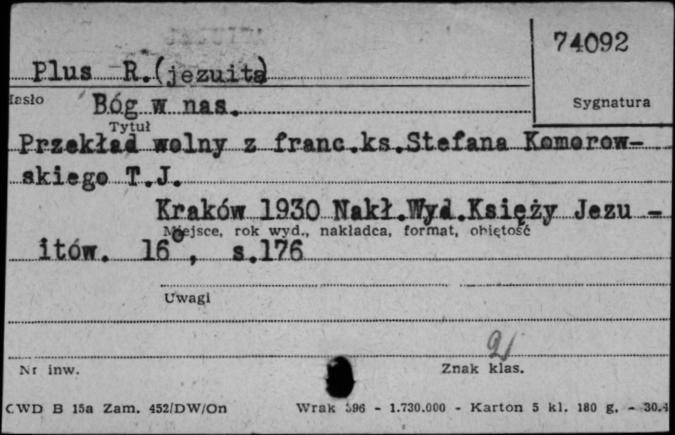 74092
Plus R.(jezuita)
Hasło Bóg w nas. Sygnatura
Tytuł
Przekład wolny z franc.ks.Stefana Komorow-
skiego T.J.
Kraków 1930 Nakł.Wyd.Księży Jezu -
Miejsce, rok wyd., nakładca, format, objętość
itów. 16°, s.176
Uwagi
Nr inw. Znak klas.
CWD B 15a Zam. 452/DW/On Wrak 396 - 1.730.000 - Karton 5 kl. 180 g. - 30.4